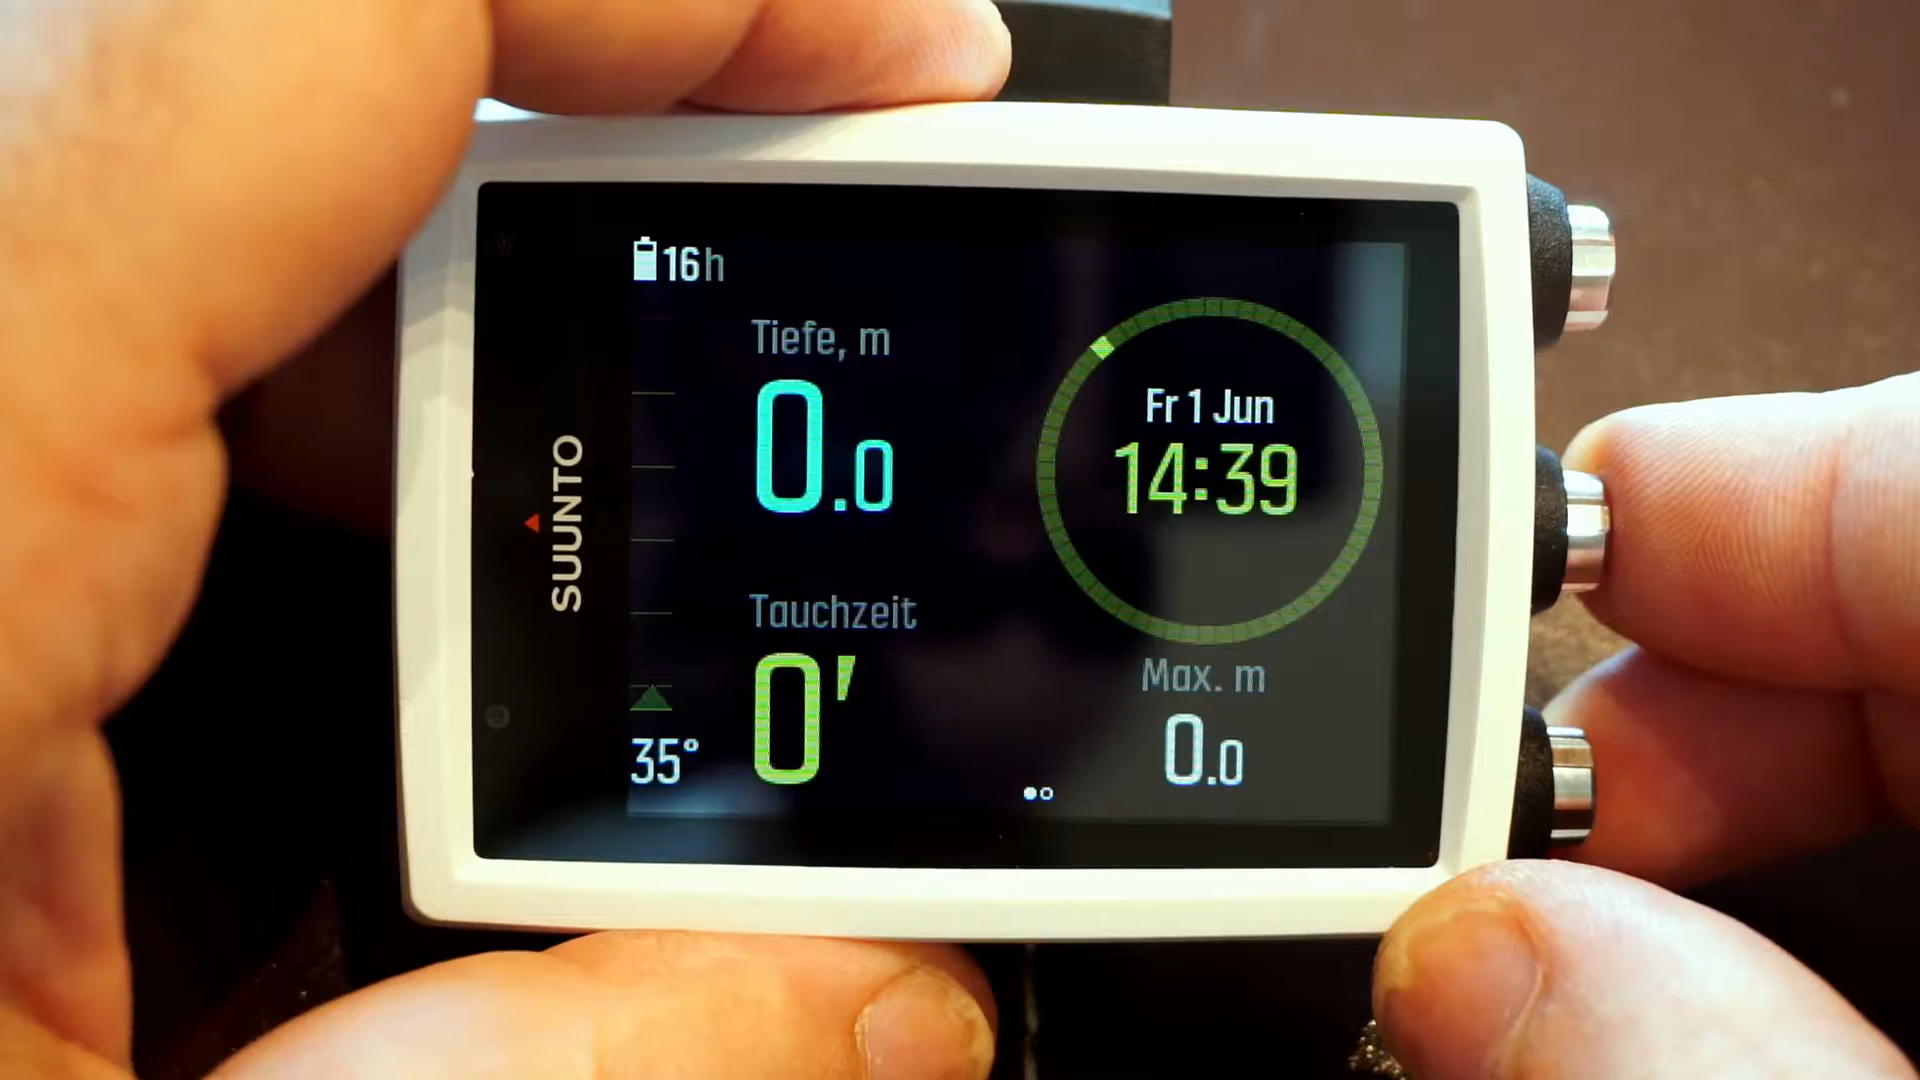 16h
Tiefe, m
0.0
Fr 1 Jun
14:39
SUUNTO
Tauchzeit
0'
Max. m
0.0
35°